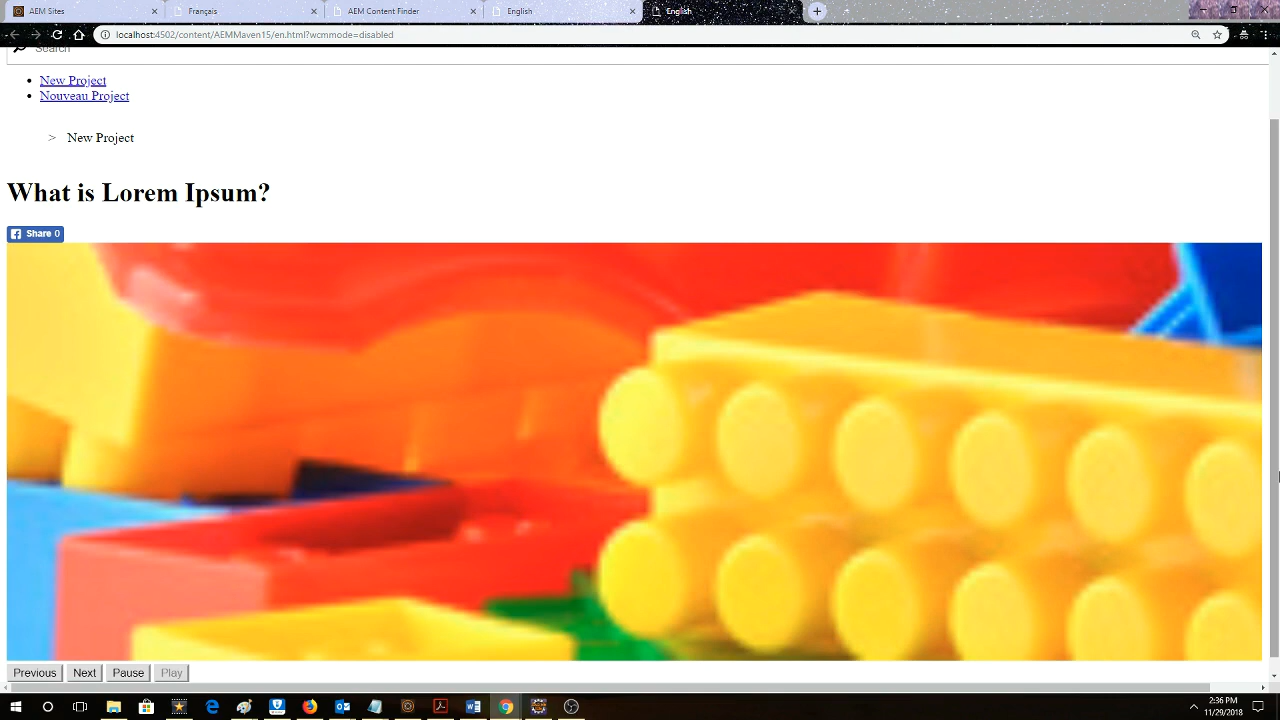 AEM Sites
Français
AEM Content Finder
English
English
localhost:4502/content/AEMMaven15/en.html?wcmmode=disabled
Search
New Project
Nouveau Project
> New Project
What is Lorem Ipsum?
Share 0
Previous
Next
Pause
Play
2:36 PM
11/29/2018